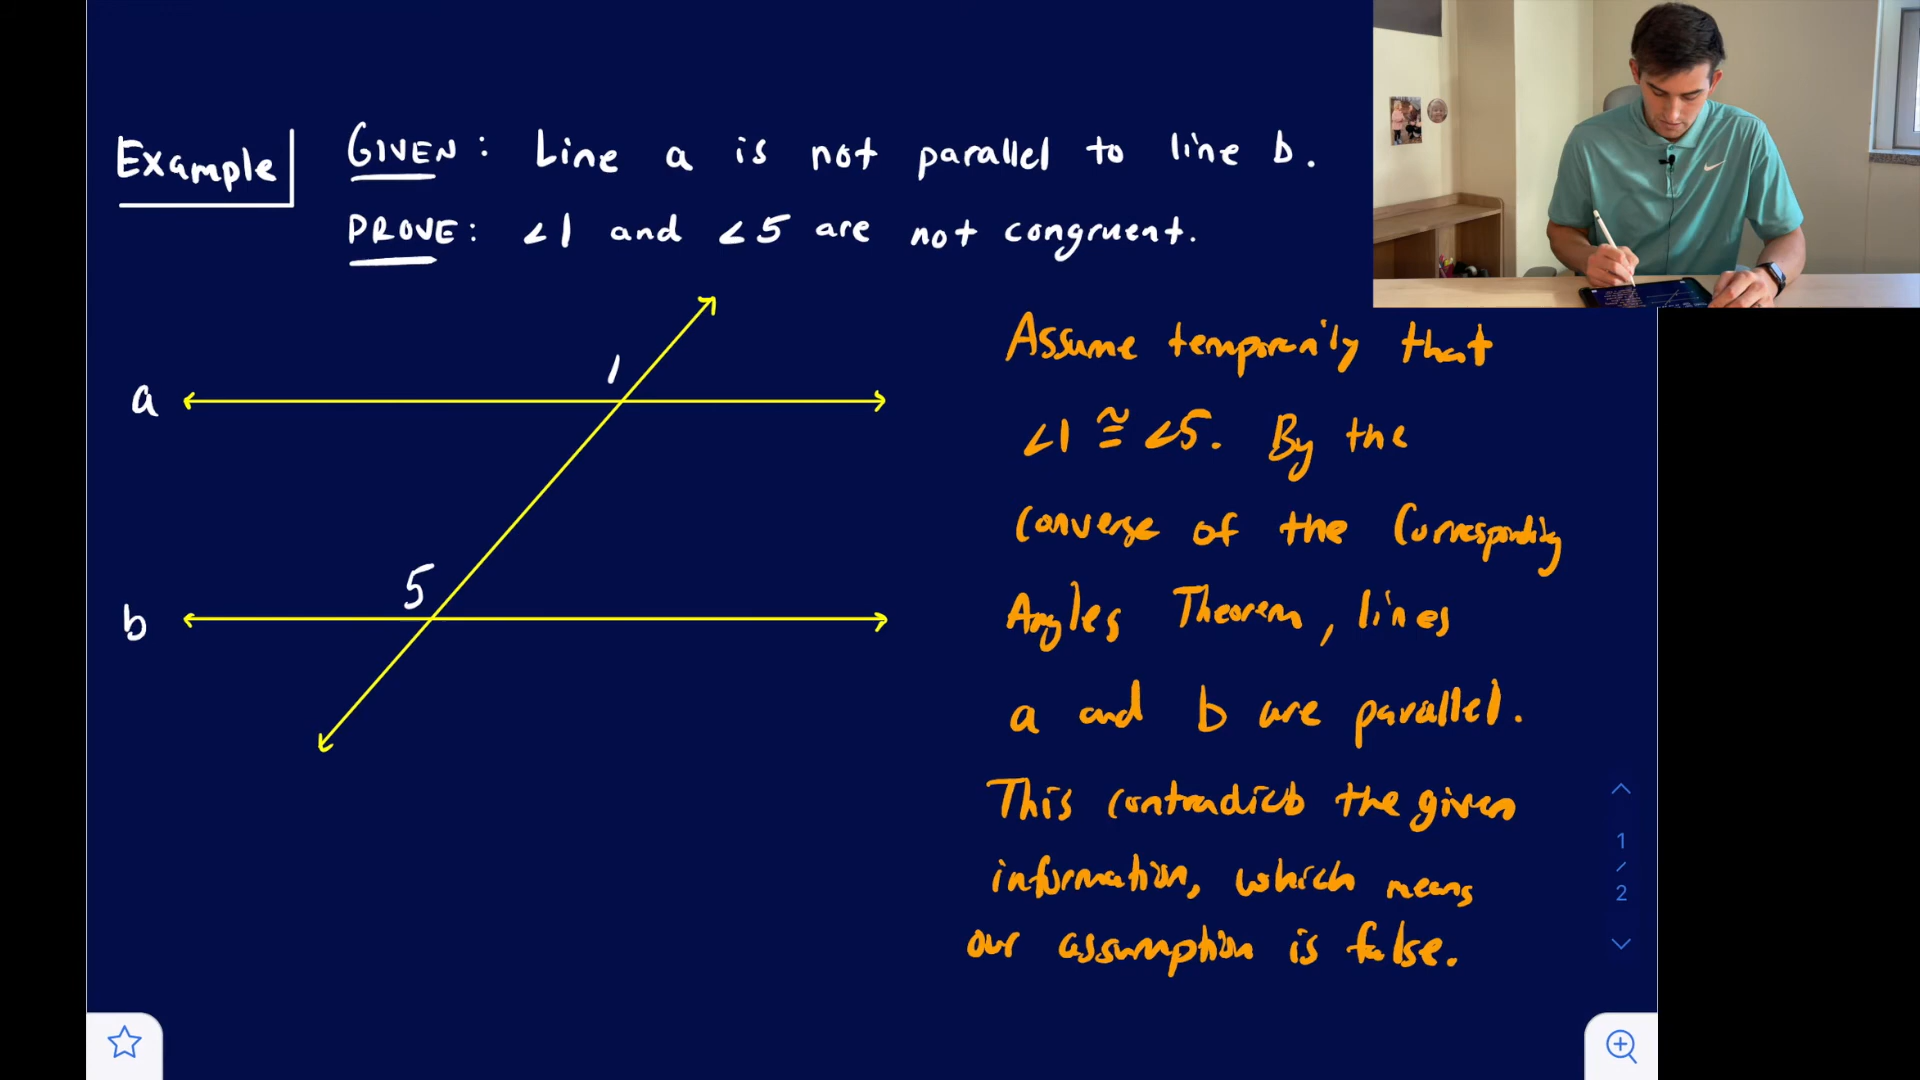 Example
GIVEN: Line a is not parallel to line b.
PROVE: ∠1 and ∠5 are not congruent.
1
a
5
b
Assume temporarily that
∠1 ≅ ∠5. By the
converse of the Corresponding
Angles Theorem, lines
a and b are parallel.
This contradicts the given
information, which means
our assumption is false.
1
/
2